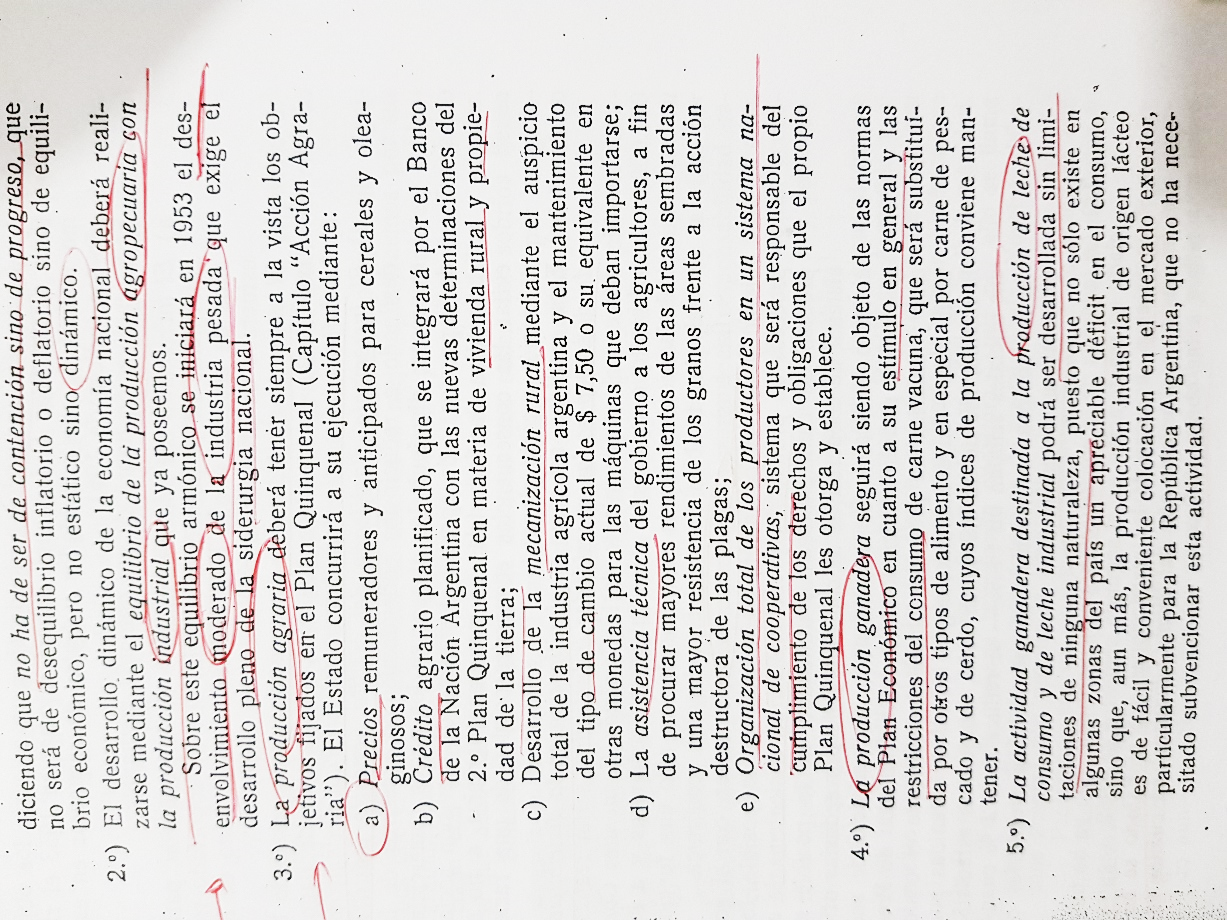 diciendo que no ha de ser de contención sino de progreso, que
no será de desequilibrio inflatorio o deflatorio sino de equili-
brio económico, pero no estático sino dinámico.
2.º) El desarrollo dinámico de la economía nacional deberá reali-
zarse mediante el equilibrio de la producción agropecuaria con
la producción industrial que ya poseemos.
Sobre este equilibrio armónico se iniciará en 1953 el des-
envolvimiento moderado de la industria pesada que exige el
desarrollo pleno de la siderurgia nacional.
3.º) La producción agraria deberá tener siempre a la vista los ob-
jetivos fijados en el Plan Quinquenal (Capítulo "Acción Agra-
ria"). El Estado concurrirá a su ejecución mediante:
a) Precios remuneradores y anticipados para cereales y olea-
ginosos;
b) Crédito agrario planificado, que se integrará por el Banco
de la Nación Argentina con las nuevas determinaciones del
2.º Plan Quinquenal en materia de vivienda rural y propie-
dad de la tierra;
c) Desarrollo de la mecanización rural mediante el auspicio
total de la industria agrícola argentina y el mantenimiento
del tipo de cambio actual de $ 7,50 o su equivalente en
otras monedas para las máquinas que deban importarse;
d) La asistencia técnica del gobierno a los agricultores, a fin
de procurar mayores rendimientos de las áreas sembradas
y una mayor resistencia de los granos frente a la acción
destructora de las plagas;
e) Organización total de los productores en un sistema na-
cional de cooperativas, sistema que será responsable del
cumplimiento de los derechos y obligaciones que el propio
Plan Quinquenal les otorga y establece.
4.º) La producción ganadera seguirá siendo objeto de las normas
del Plan Económico en cuanto a su estímulo en general y las
restricciones del consumo de carne vacuna, que será substituí-
da por otros tipos de alimento y en especial por carne de pes-
cado y de cerdo, cuyos índices de producción conviene man-
tener.
5.º) La actividad ganadera destinada a la producción de leche de
consumo y de leche industrial podrá ser desarrollada sin limi-
taciones de ninguna naturaleza, puesto que no sólo existe en
algunas zonas del país un apreciable déficit en el consumo,
sino que, aun más, la producción industrial de origen lácteo
es de fácil y conveniente colocación en el mercado exterior,
particularmente para la República Argentina, que no ha nece-
sitado subvencionar esta actividad.